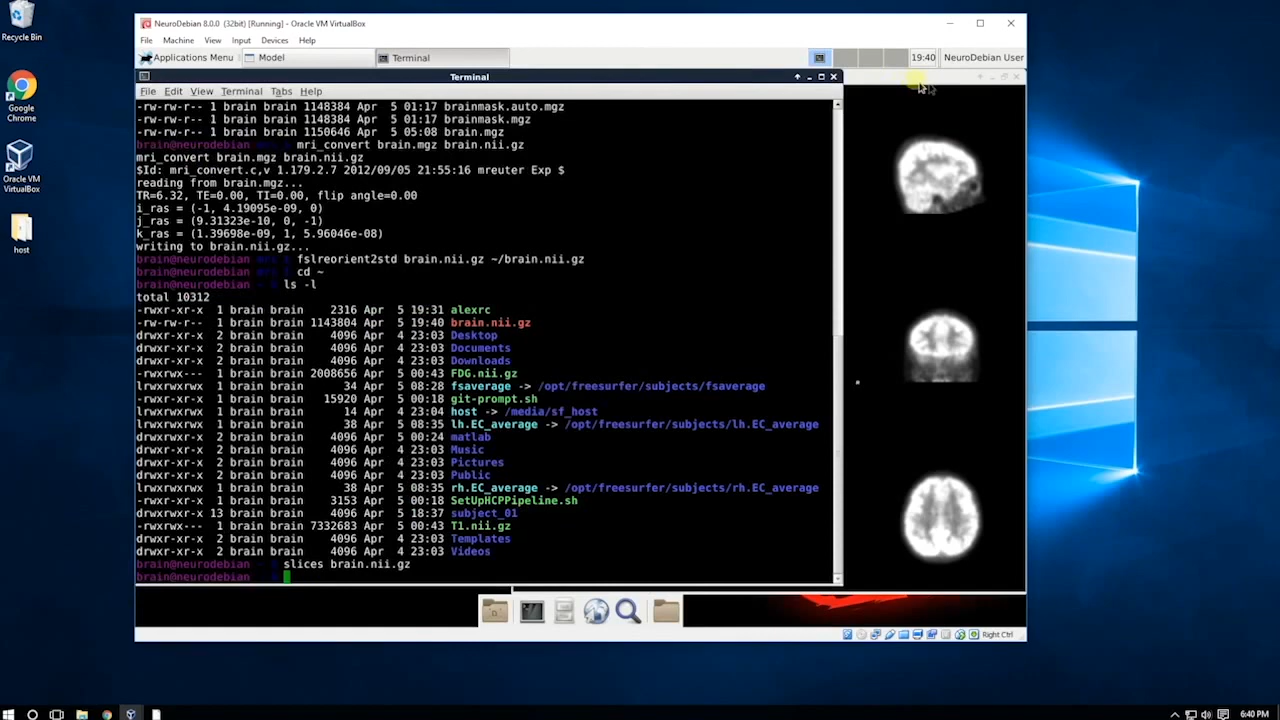 Recycle Bin
Google
Chrome
Oracle VM
VirtualBox
host
NeuroDebian 8.0.0 (32bit) [Running] - Oracle VM VirtualBox
File Machine View Input Devices Help
Applications Menu Model Terminal 19:40 NeuroDebian User
Terminal
File Edit View Terminal Tabs Help
-rw-rw-r-- 1 brain brain 1148384 Apr 5 01:17 brainmask.auto.mgz
-rw-rw-r-- 1 brain brain 1148384 Apr 5 01:17 brainmask.mgz
-rw-rw-r-- 1 brain brain 1150646 Apr 5 05:08 brain.mgz
brain@neurodebian mri mri_convert brain.mgz brain.nii.gz
mri_convert brain.mgz brain.nii.gz
$Id: mri_convert.c,v 1.179.2.7 2012/09/05 21:55:16 mreuter Exp $
reading from brain.mgz...
TR=6.32, TE=0.00, TI=0.00, flip angle=0.00
i_ras = (-1, 4.19095e-09, 0)
j_ras = (9.31323e-10, 0, -1)
k_ras = (1.39698e-09, 1, 5.96046e-08)
writing to brain.nii.gz...
brain@neurodebian mri fslreorient2std brain.nii.gz ~/brain.nii.gz
brain@neurodebian mri cd ~
brain@neurodebian ~ ls -l
total 10312
-rwxr-xr-x 1 brain brain 2316 Apr 5 19:31 alexrc
-rw-rw-r-- 1 brain brain 1143804 Apr 5 19:40 brain.nii.gz
drwxr-xr-x 2 brain brain 4096 Apr 4 23:03 Desktop
drwxr-xr-x 2 brain brain 4096 Apr 4 23:03 Documents
drwxr-xr-x 2 brain brain 4096 Apr 4 23:03 Downloads
-rwxrwx--- 1 brain brain 2008656 Apr 5 00:43 FDG.nii.gz
lrwxrwxrwx 1 brain brain 34 Apr 5 08:28 fsaverage -> /opt/freesurfer/subjects/fsaverage
-rwxr-xr-x 1 brain brain 15920 Apr 4 23:03 git-prompt.sh
lrwxrwxrwx 1 brain brain 14 Apr 4 23:04 host -> /media/sf_host
lrwxrwxrwx 1 brain brain 38 Apr 5 08:35 lh.EC_average -> /opt/freesurfer/subjects/lh.EC_average
drwxrwxr-x 2 brain brain 4096 Apr 5 00:24 matlab
drwxr-xr-x 2 brain brain 4096 Apr 4 23:03 Music
drwxr-xr-x 2 brain brain 4096 Apr 4 23:03 Pictures
drwxr-xr-x 2 brain brain 4096 Apr 4 23:03 Public
lrwxrwxrwx 1 brain brain 38 Apr 5 08:35 rh.EC_average -> /opt/freesurfer/subjects/rh.EC_average
-rwxr-xr-x 1 brain brain 3153 Apr 5 00:18 SetUpHCPPipeline.sh
drwxrwxr-x 13 brain brain 4096 Apr 5 18:37 subject_01
-rwxrwx--- 1 brain brain 7332683 Apr 5 00:43 T1.nii.gz
drwxr-xr-x 2 brain brain 4096 Apr 4 23:03 Templates
drwxr-xr-x 2 brain brain 4096 Apr 4 23:03 Videos
brain@neurodebian ~ slices brain.nii.gz
brain@neurodebian ~
Right Ctrl
6:40 PM